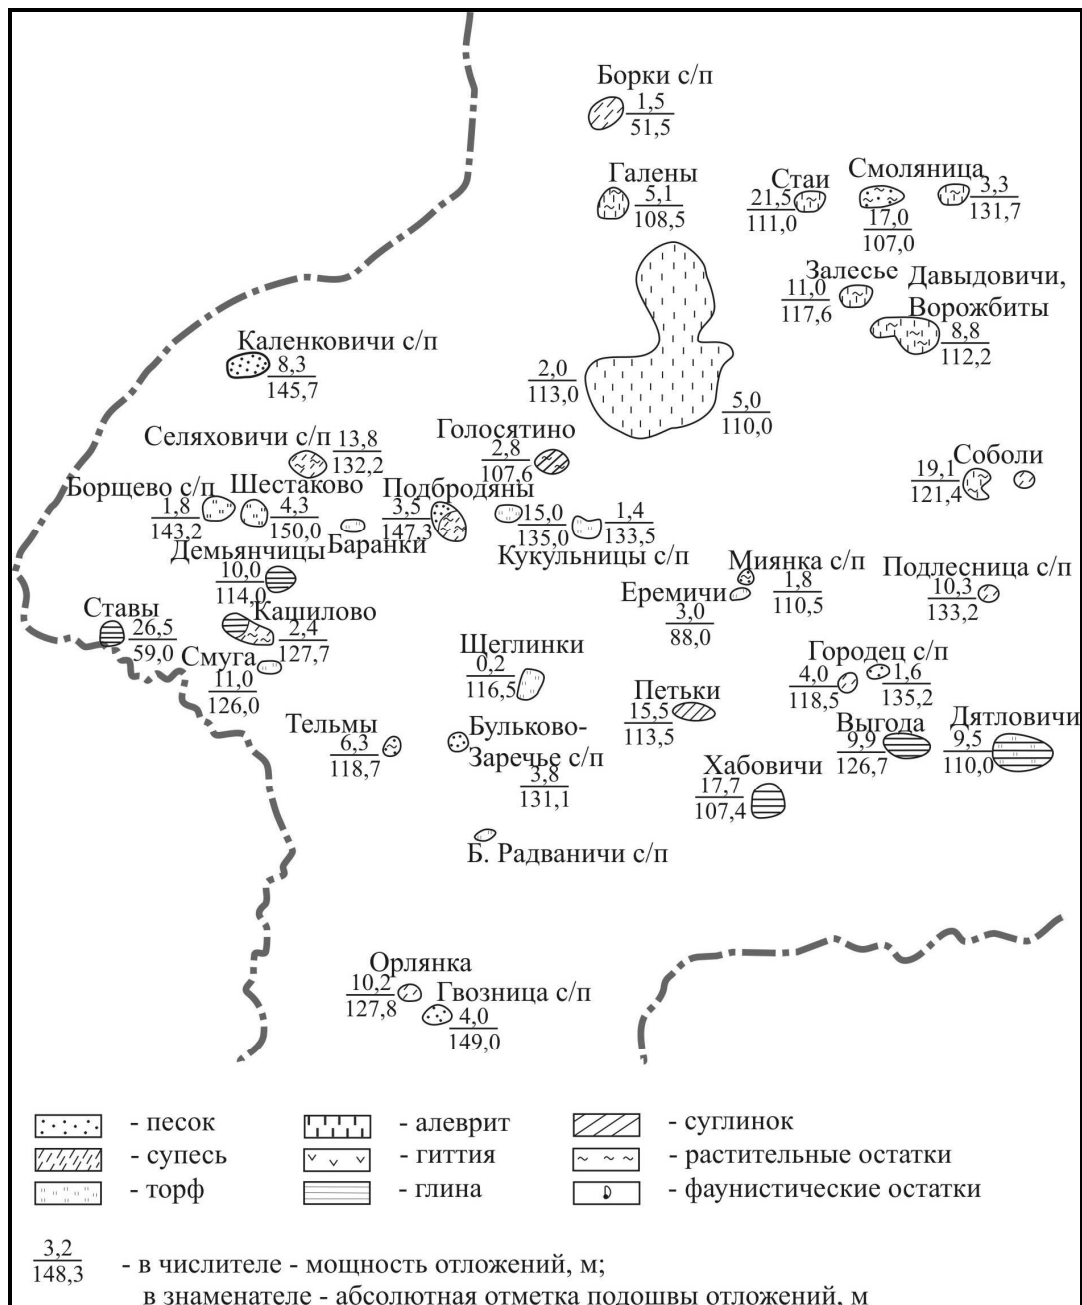 Борки с/п
1,5
51,5
Галены
5,1
108,5
Стаи
21,5
111,0
Смоляница
17,0
107,0
3,3
131,7
Залесье
11,0
117,6
Давыдовичи,
Ворожбиты
8,8
112,2
Каленковичи с/п
8,3
145,7
2,0
113,0
5,0
110,0
Селяховичи с/п
13,8
132,2
Голосятино
2,8
107,6
Соболи
19,1
121,4
Борщево с/п
1,8
143,2
Шестаково
4,3
150,0
Подбродяны
3,5
147,3
Баранки
15,0
135,0
1,4
133,5
Кукульницы с/п
Демьянчицы
10,0
114,0
Миянка с/п
1,8
110,5
Подлесница с/п
10,3
133,2
Еремичи
3,0
88,0
Ставы
26,5
59,0
Кашилово
2,4
127,7
Смуга
11,0
126,0
Щеглинки
0,2
116,5
Городец с/п
4,0
118,5
1,6
135,2
Петьки
15,5
113,5
Тельмы
6,3
118,7
Бульково-
Заречье с/п
3,8
131,1
Выгода
9,9
126,7
Дятловичи
9,5
110,0
Хабовичи
17,7
107,4
Б. Радваничи с/п
Орлянка
10,2
127,8
Гвозница с/п
4,0
149,0
- песок
- алеврит
- суглинок
- супесь
- гиттия
- растительные остатки
- торф
- глина
- фаунистические остатки
3,2
148,3
- в числителе - мощность отложений, м;
в знаменателе - абсолютная отметка подошвы отложений, м